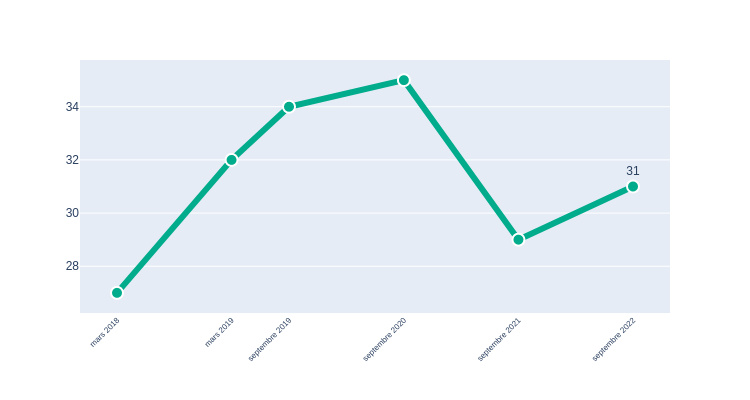 34
32
30
28
31
mars 2018
mars 2019
septembre 2019
septembre 2020
septembre 2021
septembre 2022